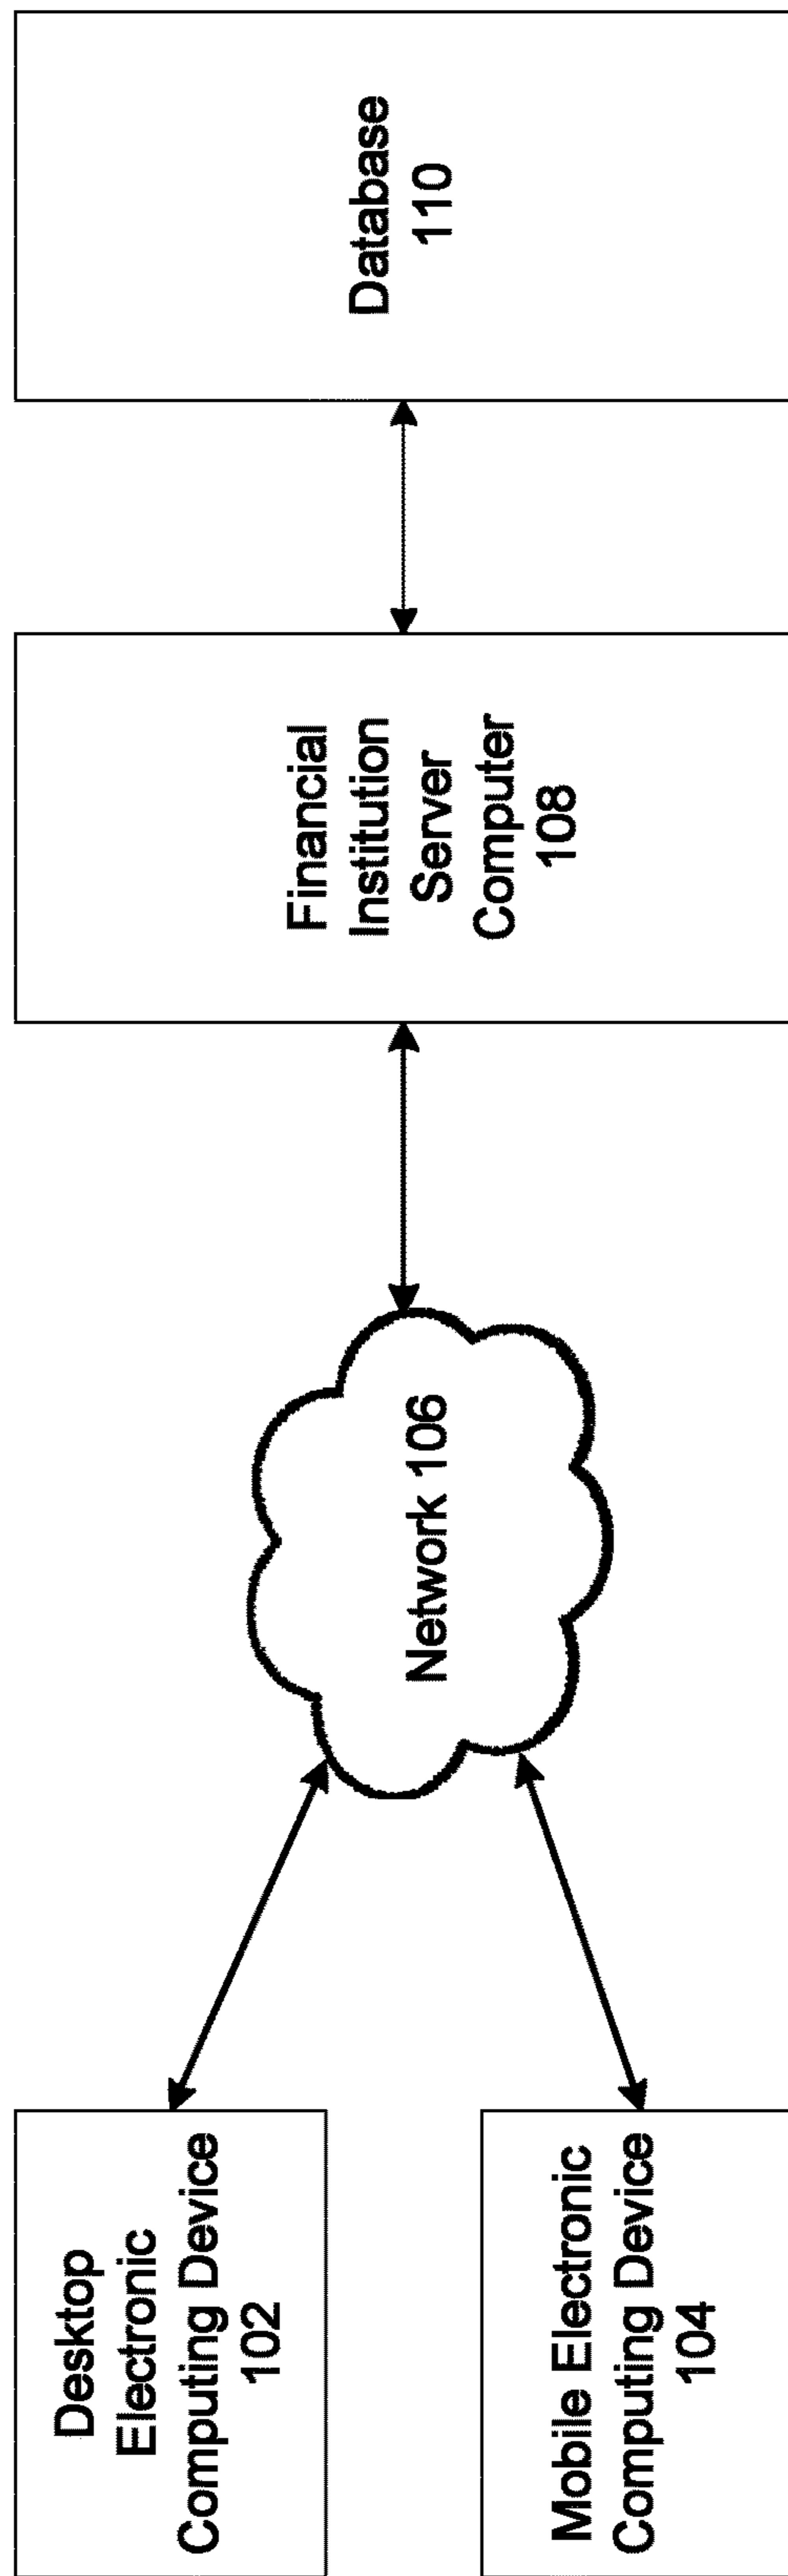 Desktop
Electronic
Computing Device
102
Mobile Electronic
Computing Device
104
Network 106
Financial
Institution
Server
Computer
108
Database
110